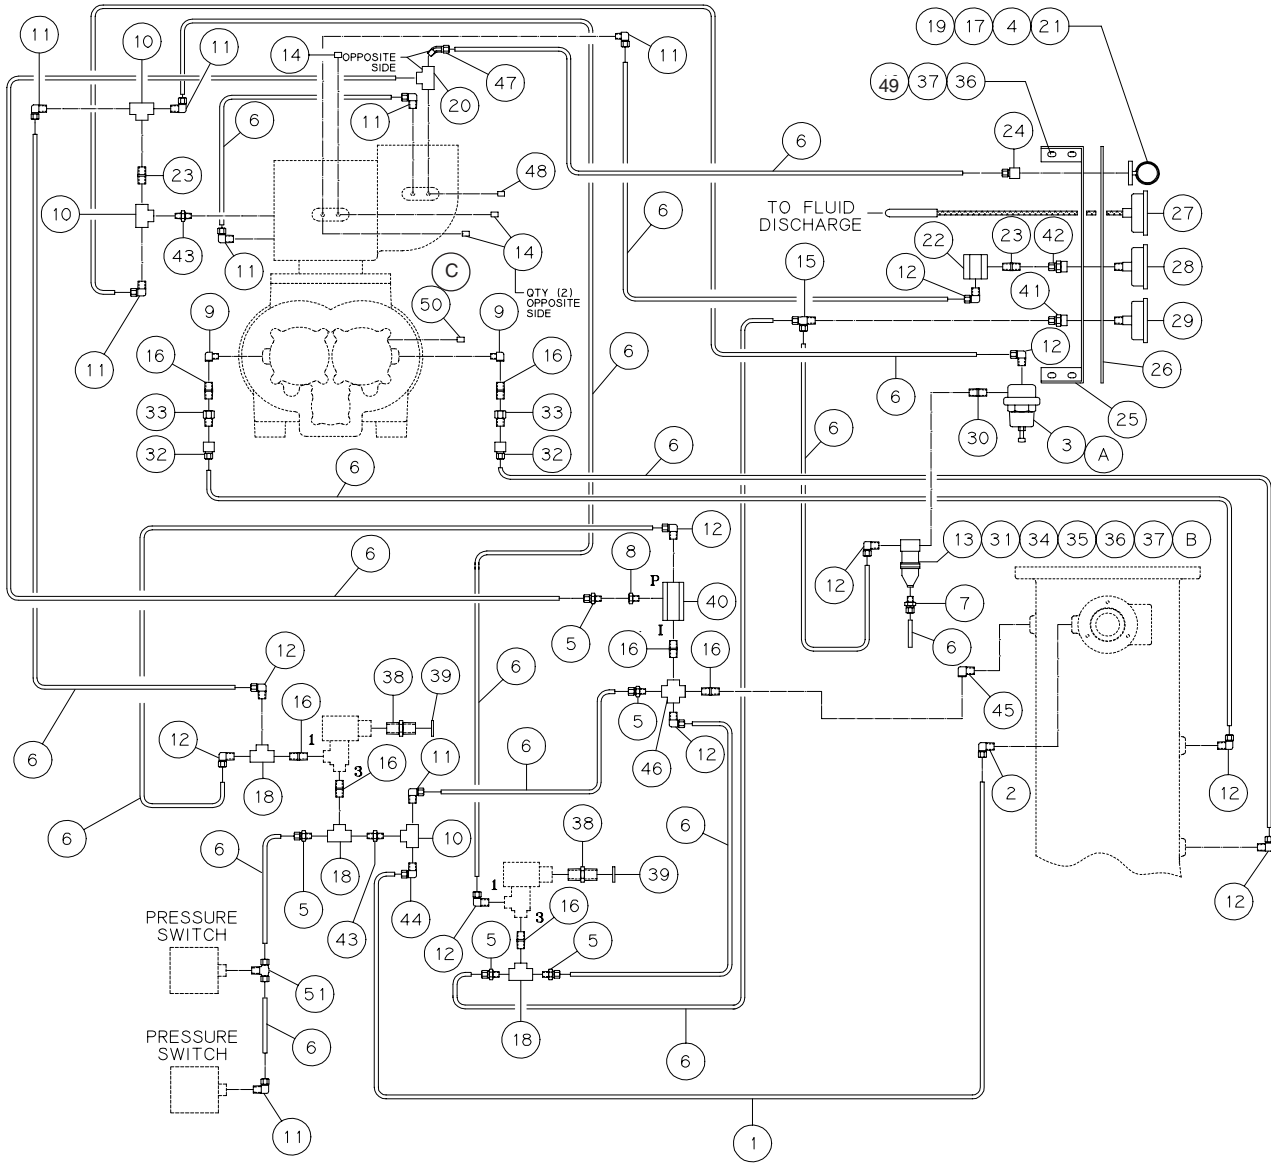 19 17 4 21
11 10 11 14 OPPOSITE
SIDE 47 11
49 37 36
20
6 11 6 24
23 48
10 6 TO FLUID
DISCHARGE 27
43 11 14 22 23 42
C 15 12 28
QTY (2)
OPPOSITE
SIDE
50 41
9 9 29
11 12
16 16 6
26
33 33 6
25
6 30 3 A
32 32 6
6
12 13 31 34 35 36 37 B
6 8 12
P
40 7
5 I
16 16 6
12 6
38 39 45
16 5
1
12 11 6 12
6 3 16 46
18 2 12
6
38 6
6 10
18 39
5 1
43 44 3 16
PRESSURE
SWITCH 12 5 5 12
51
18
PRESSURE
SWITCH 6 6
11 1